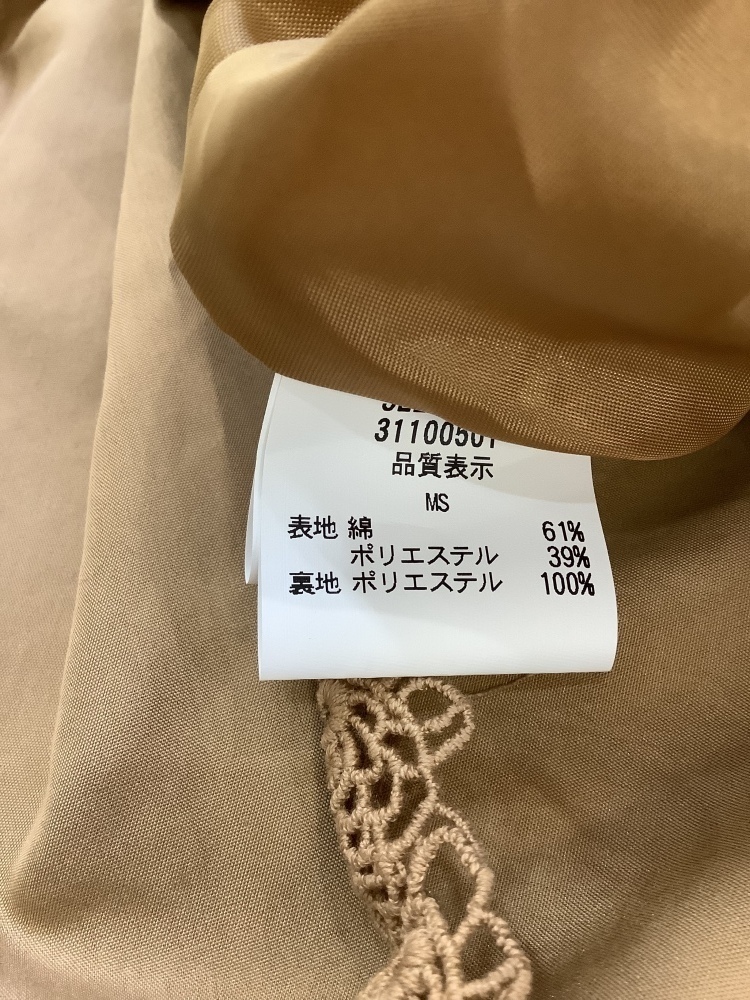 31100501
品質表示
MS
表地 綿 61%
ポリエステル 39%
裏地 ポリエステル 100%